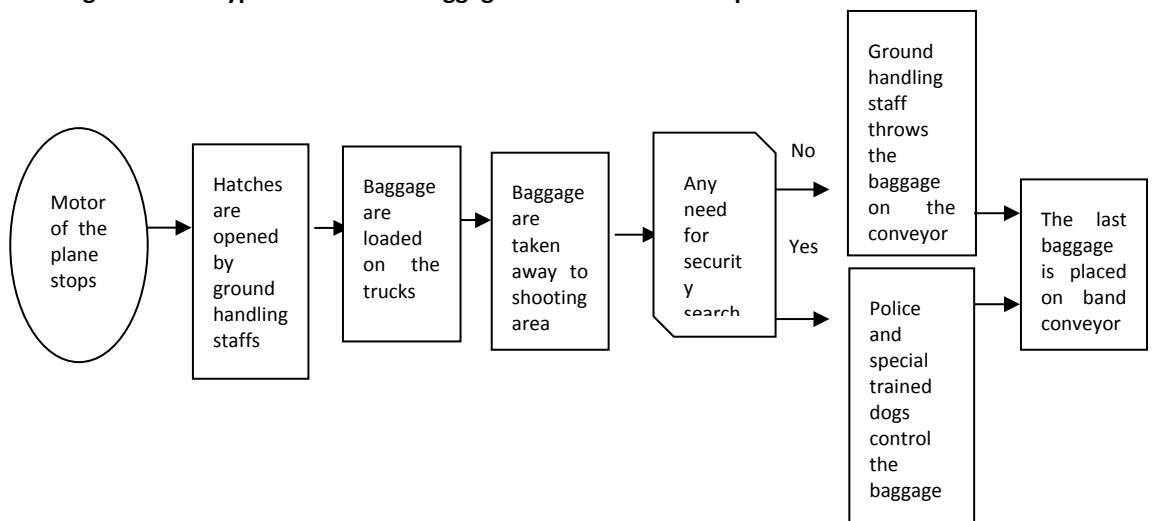 Motor
of the
plane
stops
Hatches
are
opened
by
ground
handling
staffs
Baggage
are
loaded
on the
trucks
Baggage
are
taken
away to
shooting
area
Any
need
for
securit
y
search
No
Yes
Ground
handling
staff
throws
the
baggage
on the
conveyor
Police
and
special
trained
dogs
control
the
baggage
The last
baggage
is placed
on band
conveyor